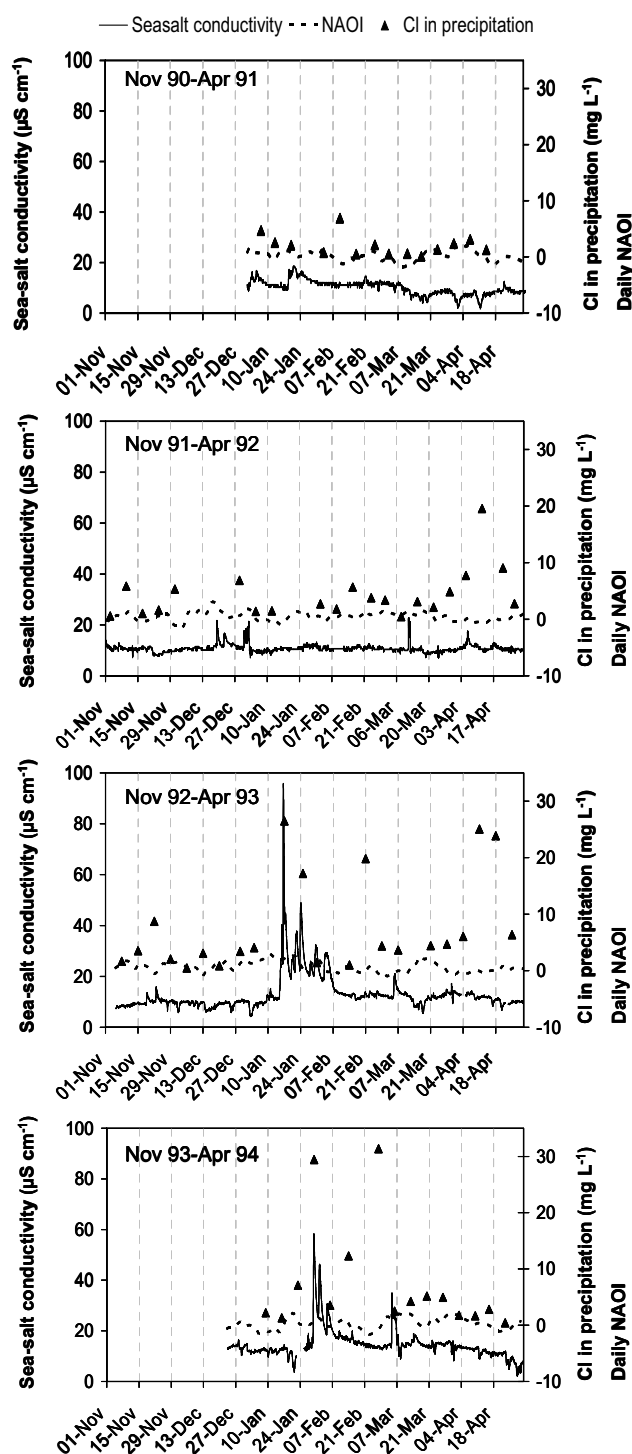 Seasalt conductivity NAOI Cl in precipitation
Nov 90-Apr 91
Sea-salt conductivity (µS cm-1)
100
80
60
40
20
0
30
20
10
0
-10
Cl in precipitation (mg L-1)
Daily NAOI
01-Nov
15-Nov
29-Nov
13-Dec
27-Dec
10-Jan
24-Jan
07-Feb
21-Feb
07-Mar
21-Mar
04-Apr
18-Apr
Nov 91-Apr 92
Sea-salt conductivity (µS cm-1)
100
80
60
40
20
0
30
20
10
0
-10
Cl in precipitation (mg L-1)
Daily NAOI
01-Nov
15-Nov
29-Nov
13-Dec
27-Dec
10-Jan
24-Jan
07-Feb
21-Feb
06-Mar
20-Mar
03-Apr
17-Apr
Nov 92-Apr 93
Sea-salt conductivity (µS cm-1)
100
80
60
40
20
0
30
20
10
0
-10
Cl in precipitation (mg L-1)
Daily NAOI
01-Nov
15-Nov
29-Nov
13-Dec
27-Dec
10-Jan
24-Jan
07-Feb
21-Feb
07-Mar
21-Mar
04-Apr
18-Apr
Nov 93-Apr 94
Sea-salt conductivity (µS cm-1)
100
80
60
40
20
0
30
20
10
0
-10
Cl in precipitation (mg L-1)
Daily NAOI
01-Nov
15-Nov
29-Nov
13-Dec
27-Dec
10-Jan
24-Jan
07-Feb
21-Feb
07-Mar
21-Mar
04-Apr
18-Apr